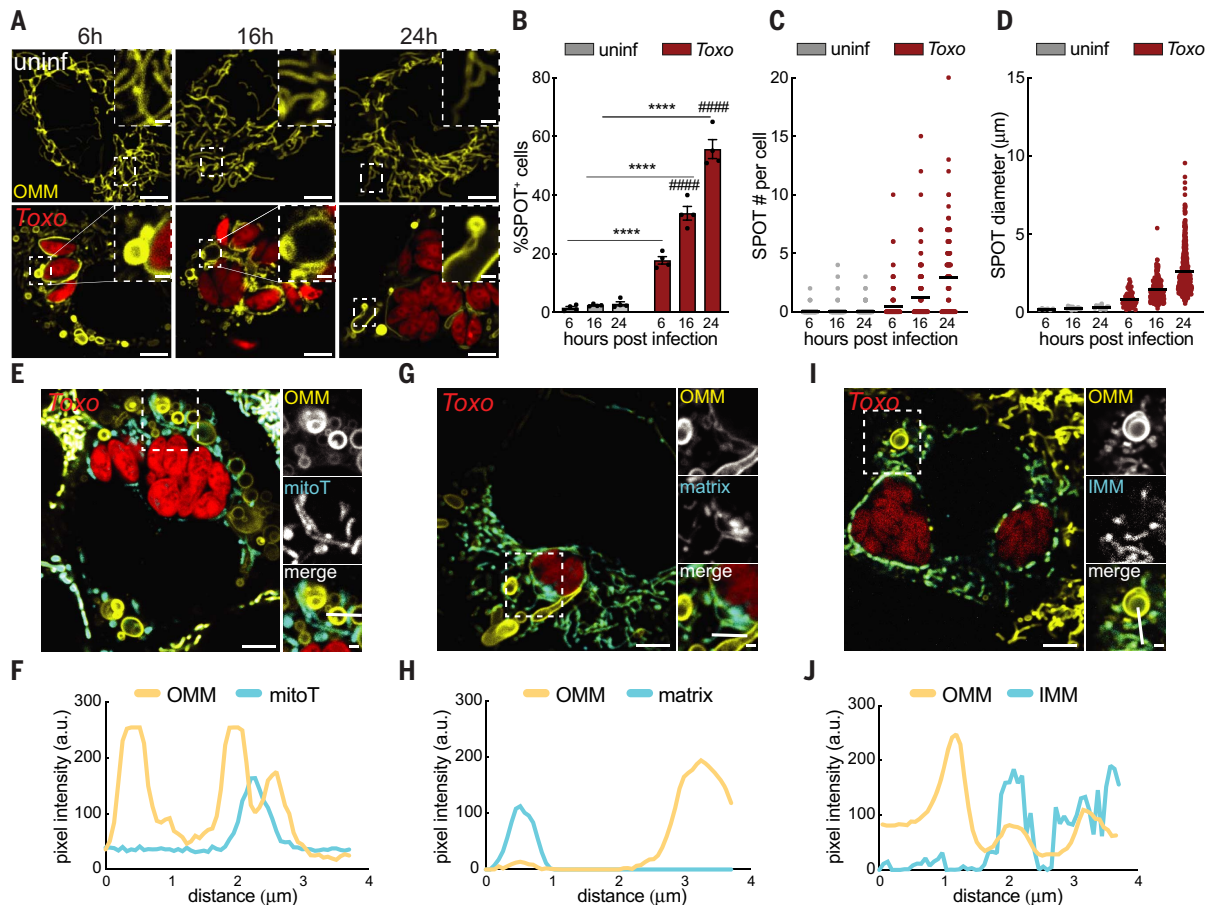 A
6h 16h 24h
uninf
OMM
Toxo
B
uninf Toxo
%SPOT⁺ cells
80
60
40
20
0
**** ####
**** ####
****
6 16 24 6 16 24
hours post infection
C
uninf Toxo
SPOT # per cell
20
15
10
5
0
6 16 24 6 16 24
hours post infection
D
uninf Toxo
SPOT diameter (μm)
15
10
5
0
6 16 24 6 16 24
hours post infection
E
Toxo
OMM
mitoT
merge
G
Toxo
OMM
matrix
merge
I
Toxo
OMM
IMM
merge
F
OMM mitoT
pixel intensity (a.u.)
300
200
100
0
0 1 2 3 4
distance (μm)
H
OMM matrix
pixel intensity (a.u.)
300
200
100
0
0 1 2 3 4
distance (μm)
J
OMM IMM
pixel intensity (a.u.)
300
200
100
0
0 1 2 3 4
distance (μm)